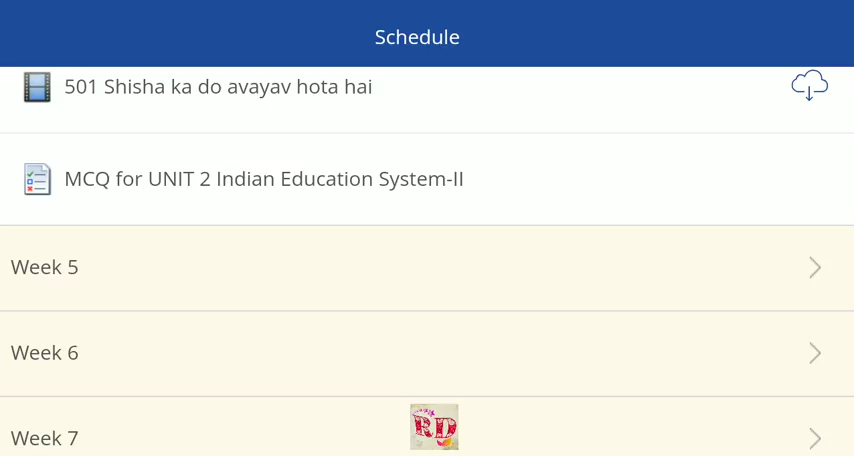 Schedule
501 Shisha ka do avayav hota hai
MCQ for UNIT 2 Indian Education System-II
Week 5
Week 6
Week 7
RD